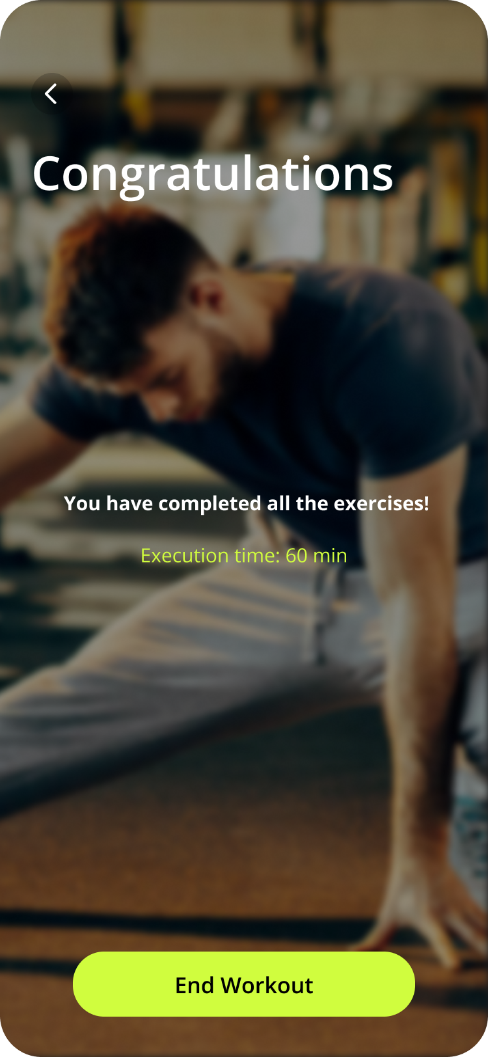 Congratulations
You have completed all the exercises!
Execution time: 60 min
End Workout